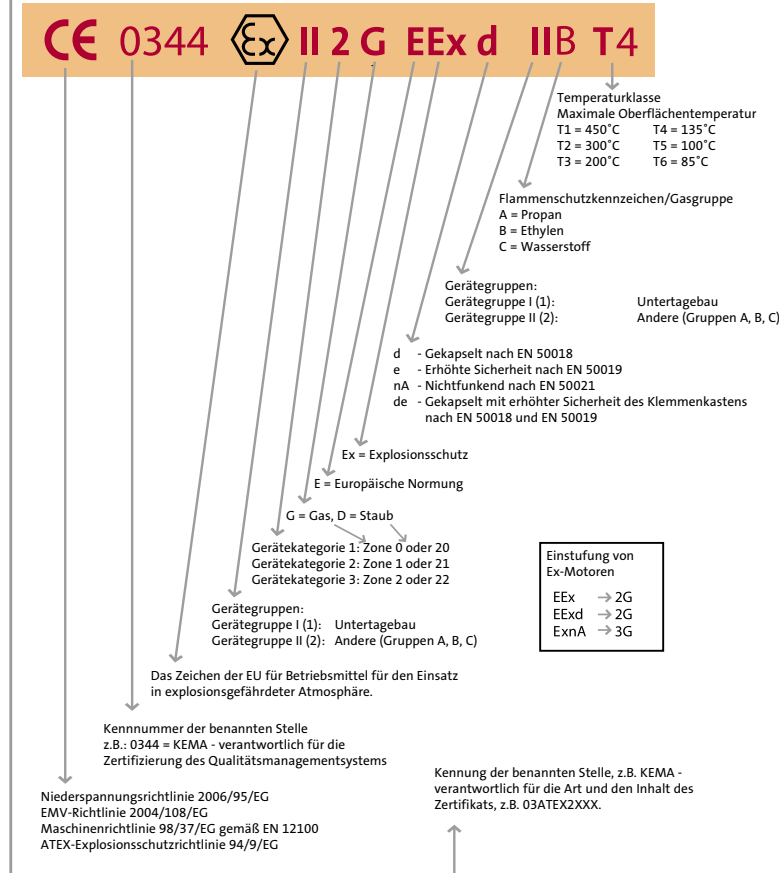 CE 0344 Ex II 2 G EEx d IIB T4
Temperaturklasse
Maximale Oberflächentemperatur
T1 = 450˚C T4 = 135˚C
T2 = 300˚C T5 = 100˚C
T3 = 200˚C T6 = 85˚C
Flammenschutzkennzeichen/Gasgruppe
A = Propan
B = Ethylen
C = Wasserstoff
Gerätegruppen:
Gerätegruppe I (1): Untertagebau
Gerätegruppe II (2): Andere (Gruppen A, B, C)
d - Gekapselt nach EN 50018
e - Erhöhte Sicherheit nach EN 50019
nA - Nichtfunkend nach EN 50021
de - Gekapselt mit erhöhter Sicherheit des Klemmenkastens
nach EN 50018 und EN 50019
Ex = Explosionsschutz
E = Europäische Normung
G = Gas, D = Staub
Gerätekategorie 1: Zone 0 oder 20
Gerätekategorie 2: Zone 1 oder 21
Gerätekategorie 3: Zone 2 oder 22
Einstufung von
Ex-Motoren
EEx → 2G
EExd → 2G
ExnA → 3G
Gerätegruppen:
Gerätegruppe I (1): Untertagebau
Gerätegruppe II (2): Andere (Gruppen A, B, C)
Das Zeichen der EU für Betriebsmittel für den Einsatz
in explosionsgefährdeter Atmosphäre.
Kennnummer der benannten Stelle
z.B.: 0344 = KEMA - verantwortlich für die
Zertifizierung des Qualitätsmanagementsystems
Kennung der benannten Stelle, z.B. KEMA -
verantwortlich für die Art und den Inhalt des
Zertifikats, z.B. 03ATEX2XXX.
Niederspannungsrichtlinie 2006/95/EG
EMV-Richtlinie 2004/108/EG
Maschinenrichtlinie 98/37/EG gemäß EN 12100
ATEX-Explosionsschutzrichtlinie 94/9/EG